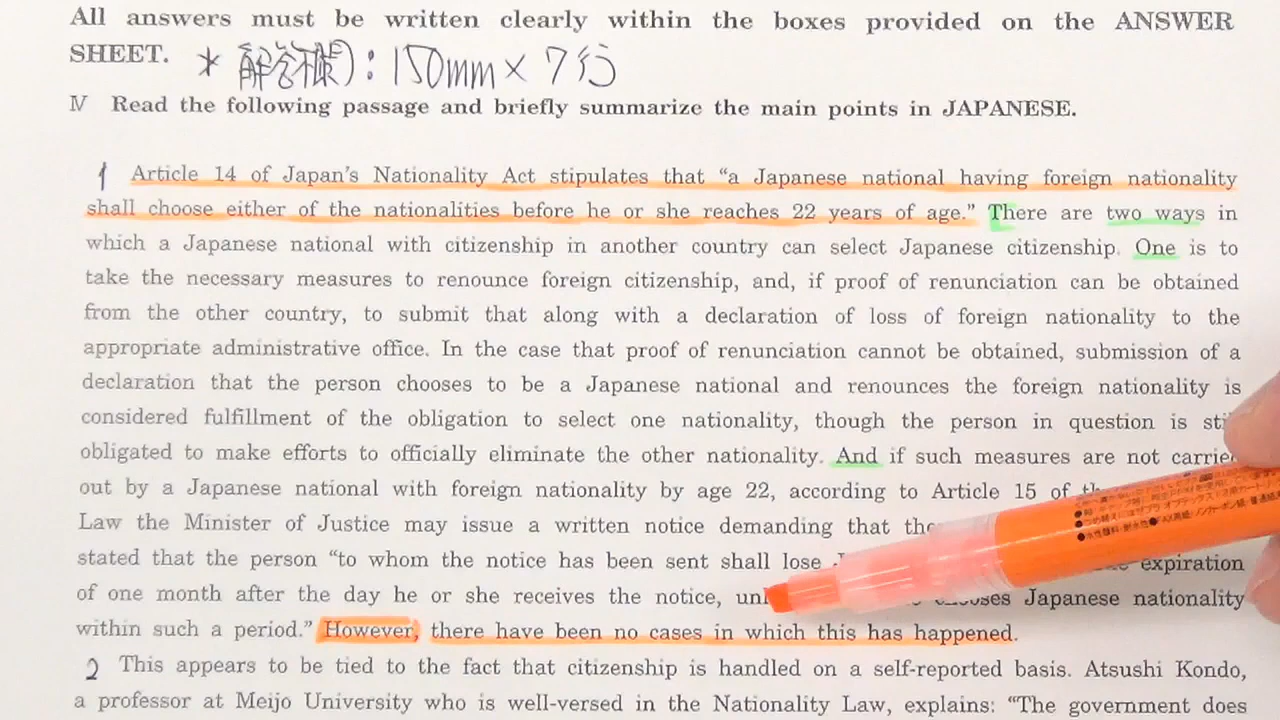 All answers must be written clearly within the boxes provided on the ANSWER
SHEET. * 解答欄): 150mm × 7行
Ⅳ Read the following passage and briefly summarize the main points in JAPANESE.
1 Article 14 of Japan's Nationality Act stipulates that “a Japanese national having foreign nationality
shall choose either of the nationalities before he or she reaches 22 years of age.” There are two ways in
which a Japanese national with citizenship in another country can select Japanese citizenship. One is to
take the necessary measures to renounce foreign citizenship, and, if proof of renunciation can be obtained
from the other country, to submit that along with a declaration of loss of foreign nationality to the
appropriate administrative office. In the case that proof of renunciation cannot be obtained, submission of a
declaration that the person chooses to be a Japanese national and renounces the foreign nationality is
considered fulfillment of the obligation to select one nationality, though the person in question is
obligated to make efforts to officially eliminate the other nationality. And if such measures are not carried
out by a Japanese national with foreign nationality by age 22, according to Article 15 of
Law the Minister of Justice may issue a written notice demanding that
stated that the person “to whom the notice has been sent shall lose expiration
of one month after the day he or she receives the notice, Japanese nationality
within such a period.” However, there have been no cases in which this has happened.
2 This appears to be tied to the fact that citizenship is handled on a self-reported basis. Atsushi Kondo,
a professor at Meijo University who is well-versed in the Nationality Law, explains: “The government does